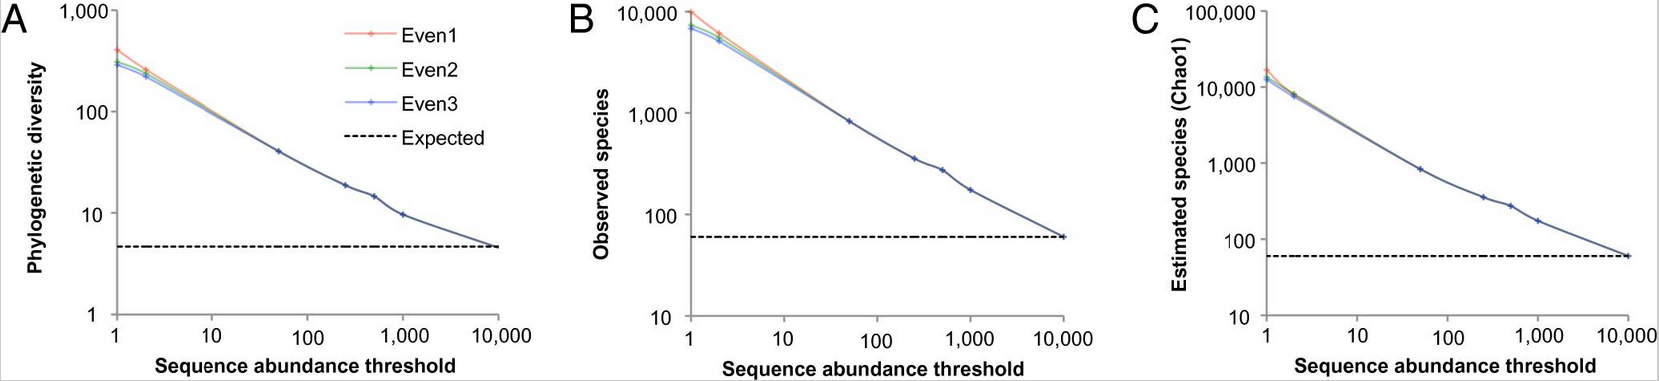 A
Phylogenetic diversity
1,000
100
10
1
1 10 100 1,000 10,000
Sequence abundance threshold
Even1
Even2
Even3
Expected
B
Observed species
10,000
1,000
100
10
1 10 100 1,000 10,000
Sequence abundance threshold
C
Estimated species (Chao1)
100,000
10,000
1,000
100
10
1 10 100 1,000 10,000
Sequence abundance threshold